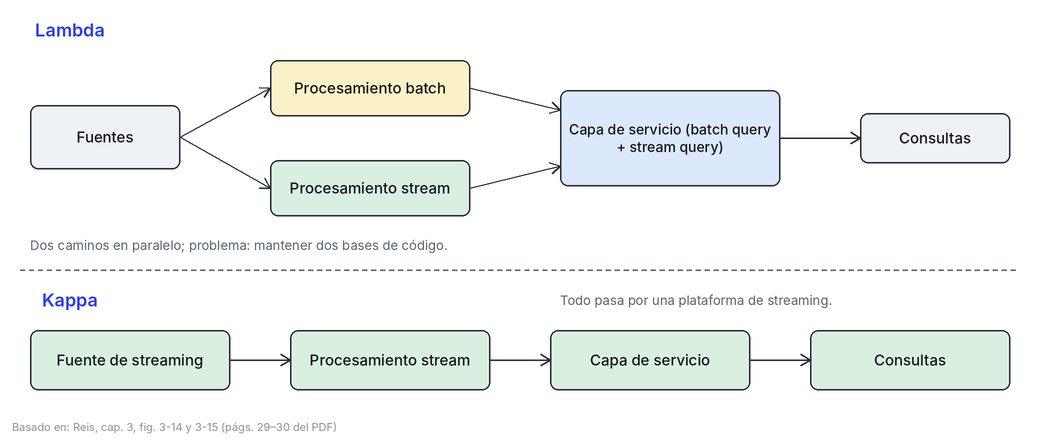 Lambda
Procesamiento batch
Fuentes
Capa de servicio (batch query
+ stream query)
Consultas
Procesamiento stream
Dos caminos en paralelo; problema: mantener dos bases de código.
Kappa
Todo pasa por una plataforma de streaming.
Fuente de streaming
Procesamiento stream
Capa de servicio
Consultas
Basado en: Reis, cap. 3, fig. 3-14 y 3-15 (págs. 29–30 del PDF)